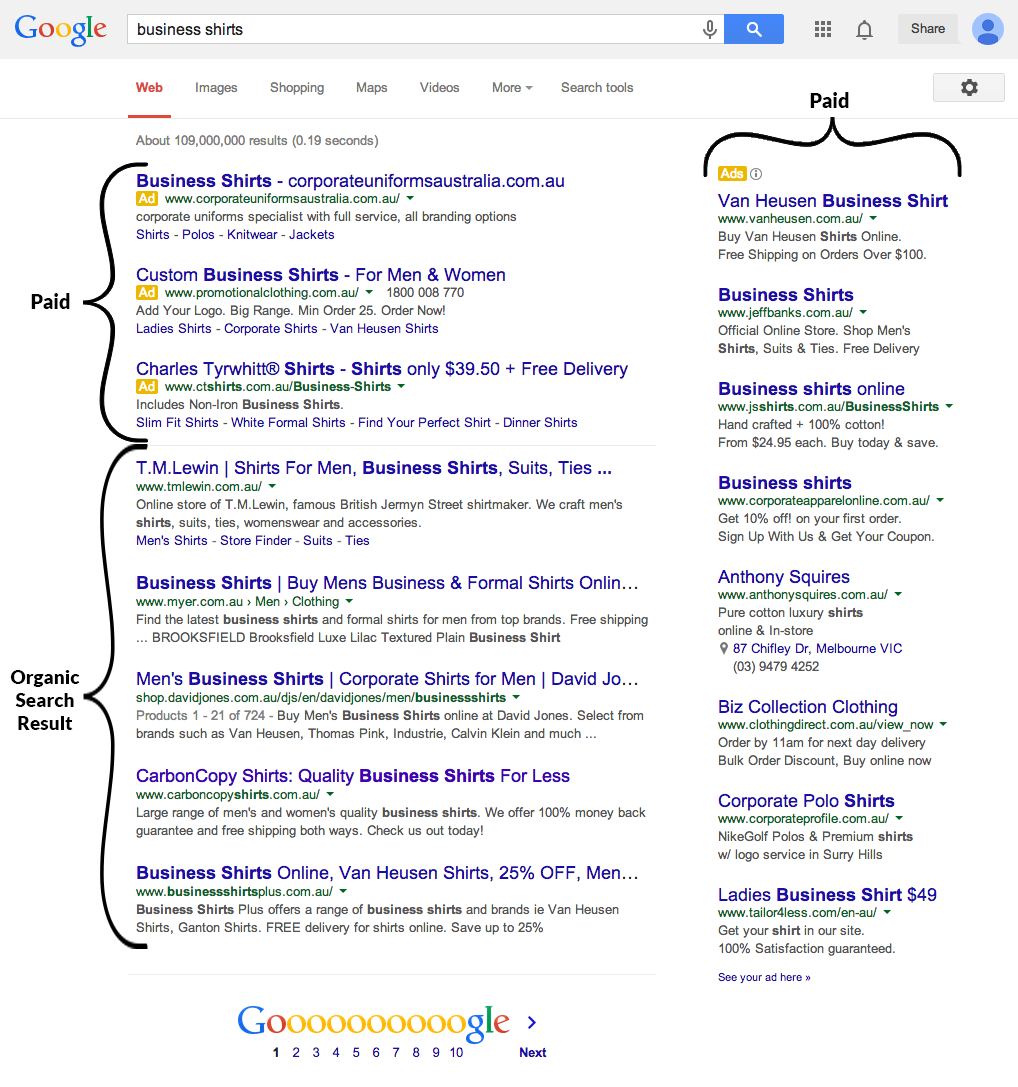 Google
business shirts
Share
Web Images Shopping Maps Videos More Search tools
About 109,000,000 results (0.19 seconds)
Paid
Business Shirts - corporateuniformsaustralia.com.au
Ad www.corporateuniformsaustralia.com.au/
corporate uniforms specialist with full service, all branding options
Shirts - Polos - Knitwear - Jackets
Custom Business Shirts - For Men & Women
Ad www.promotionalclothing.com.au/ 1800 008 770
Add Your Logo. Big Range. Min Order 25. Order Now!
Ladies Shirts - Corporate Shirts - Van Heusen Shirts
Charles Tyrwhitt® Shirts - Shirts only $39.50 + Free Delivery
Ad www.ctshirts.com.au/Business-Shirts
Includes Non-Iron Business Shirts.
Slim Fit Shirts - White Formal Shirts - Find Your Perfect Shirt - Dinner Shirts
Organic
Search
Result
T.M.Lewin | Shirts For Men, Business Shirts, Suits, Ties ...
www.tmlewin.com.au/
Online store of T.M.Lewin, famous British Jermyn Street shirtmaker. We craft men's
shirts, suits, ties, womenswear and accessories.
Men's Shirts - Store Finder - Suits - Ties
Business Shirts | Buy Mens Business & Formal Shirts Onlin…
www.myer.com.au › Men › Clothing
Find the latest business shirts and formal shirts for men from top brands. Free shipping
... BROOKSFIELD Brooksfield Luxe Lilac Textured Plain Business Shirt
Men's Business Shirts | Corporate Shirts for Men | David Jo…
shop.davidjones.com.au/djs/en/davidjones/men/businessshirts
Products 1 - 21 of 724 - Buy Men's Business Shirts online at David Jones. Select from
brands such as Van Heusen, Thomas Pink, Industrie, Calvin Klein and much ...
CarbonCopy Shirts: Quality Business Shirts For Less
www.carboncopyshirts.com.au/
Large range of men's and women's quality business shirts. We offer 100% money back
guarantee and free shipping both ways. Check us out today!
Business Shirts Online, Van Heusen Shirts, 25% OFF, Men…
www.businessshirtsplus.com.au/
Business Shirts Plus offers a range of business shirts and brands ie Van Heusen
Shirts, Ganton Shirts. FREE delivery for shirts online. Save up to 25%
Paid
Ads
Van Heusen Business Shirt
www.vanheusen.com.au/
Buy Van Heusen Shirts Online.
Free Shipping on Orders Over $100.
Business Shirts
www.jeffbanks.com.au/
Official Online Store. Shop Men's
Shirts, Suits & Ties. Free Delivery
Business shirts online
www.jsshirts.com.au/BusinessShirts
Hand crafted + 100% cotton!
From $24.95 each. Buy today & save.
Business shirts
www.corporateapparelonline.com.au/
Get 10% off! on your first order.
Sign Up With Us & Get Your Coupon.
Anthony Squires
www.anthonysquires.com.au/
Pure cotton luxury shirts
online & In-store
87 Chifley Dr, Melbourne VIC
(03) 9479 4252
Biz Collection Clothing
www.clothingdirect.com.au/view_now
Order by 11am for next day delivery
Bulk Order Discount, Buy online now
Corporate Polo Shirts
www.corporateprofile.com.au/
NikeGolf Polos & Premium shirts
w/ logo service in Surry Hills
Ladies Business Shirt $49
www.tailor4less.com/en-au/
Get your shirt in our site.
100% Satisfaction guaranteed.
See your ad here »
Goooooooooogle
1 2 3 4 5 6 7 8 9 10 Next